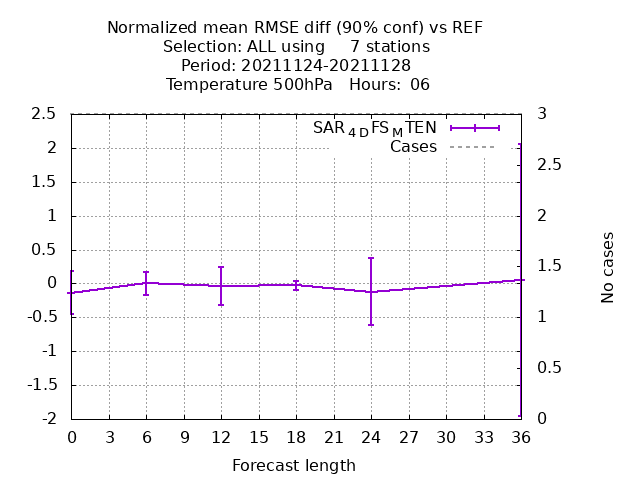 Normalized mean RMSE diff (90% conf) vs REF
Selection: ALL using 7 stations
Period: 20211124-20211128
Temperature 500hPa Hours: 06
2.5
2
1.5
1
0.5
0
-0.5
-1
-1.5
-2
3
2.5
2
1.5
1
0.5
0
SAR4DFSMTEN
Cases
No cases
0 3 6 9 12 15 18 21 24 27 30 33 36
Forecast length